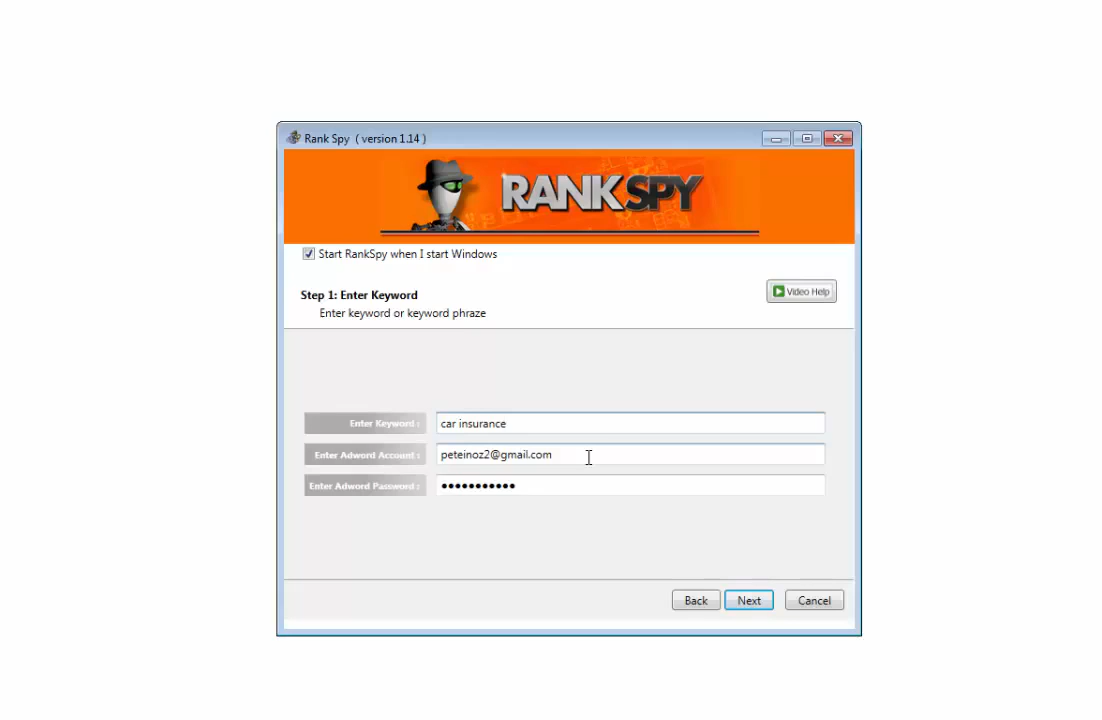 Rank Spy ( version 1.14 )
RANKSPY
Start RankSpy when I start Windows
Step 1: Enter Keyword
Video Help
Enter keyword or keyword phraze
Enter Keyword : car insurance
Enter Adword Account : peteinoz2@gmail.com
Enter Adword Password : •••••••••••
Back Next Cancel